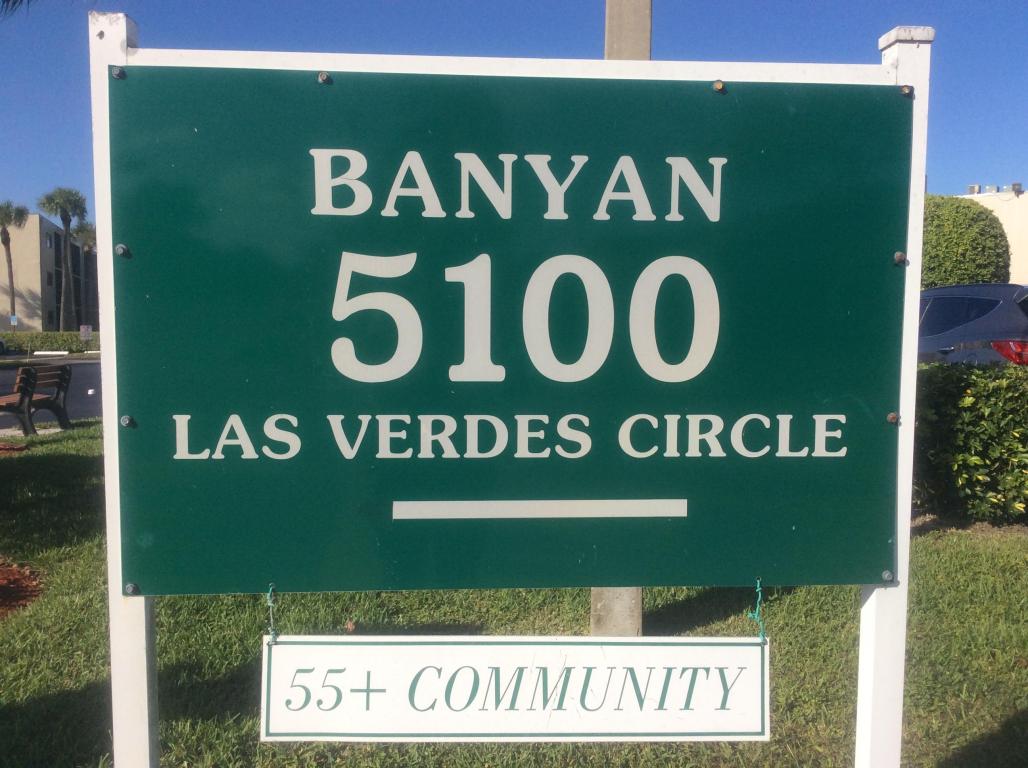 BANYAN
5100
LAS VERDES CIRCLE
55+ COMMUNITY